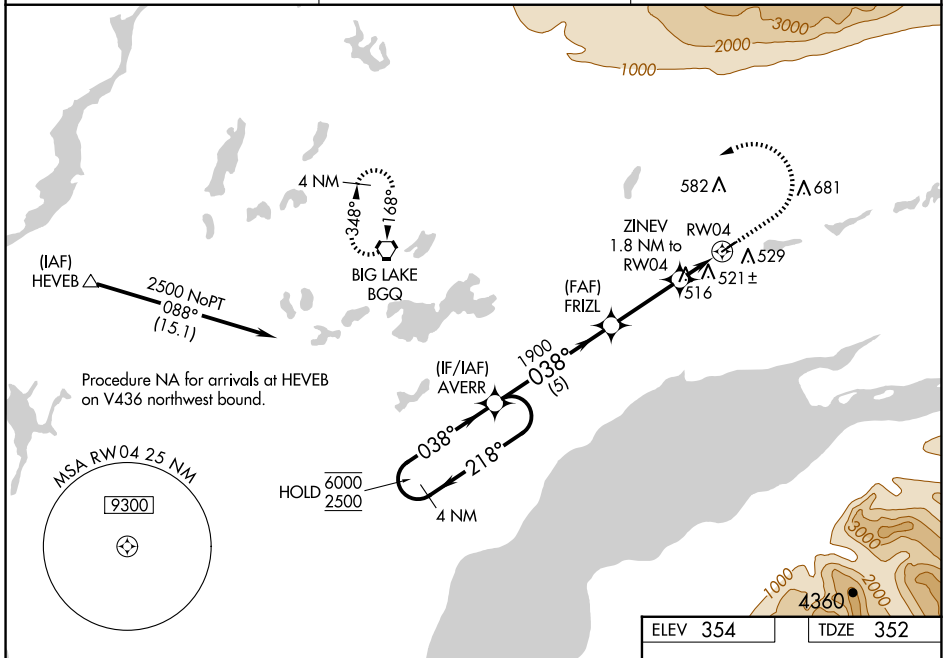 3000
2000
1000
4 NM
348°
168°
BIG LAKE
BGQ
582
681
ZINEV
1.8 NM to
RW04
RW04
529
521±
516
(IAF)
HEVEB
2500 NoPT
088°
(15.1)
(FAF)
FRIZL
1900
038°
(5)
(IF/IAF)
AVERR
Procedure NA for arrivals at HEVEB
on V436 northwest bound.
038°
218°
HOLD 6000
2500
4 NM
MSA RW04 25 NM
9300
3000
1000
2000
4360
ELEV 354
TDZE 352